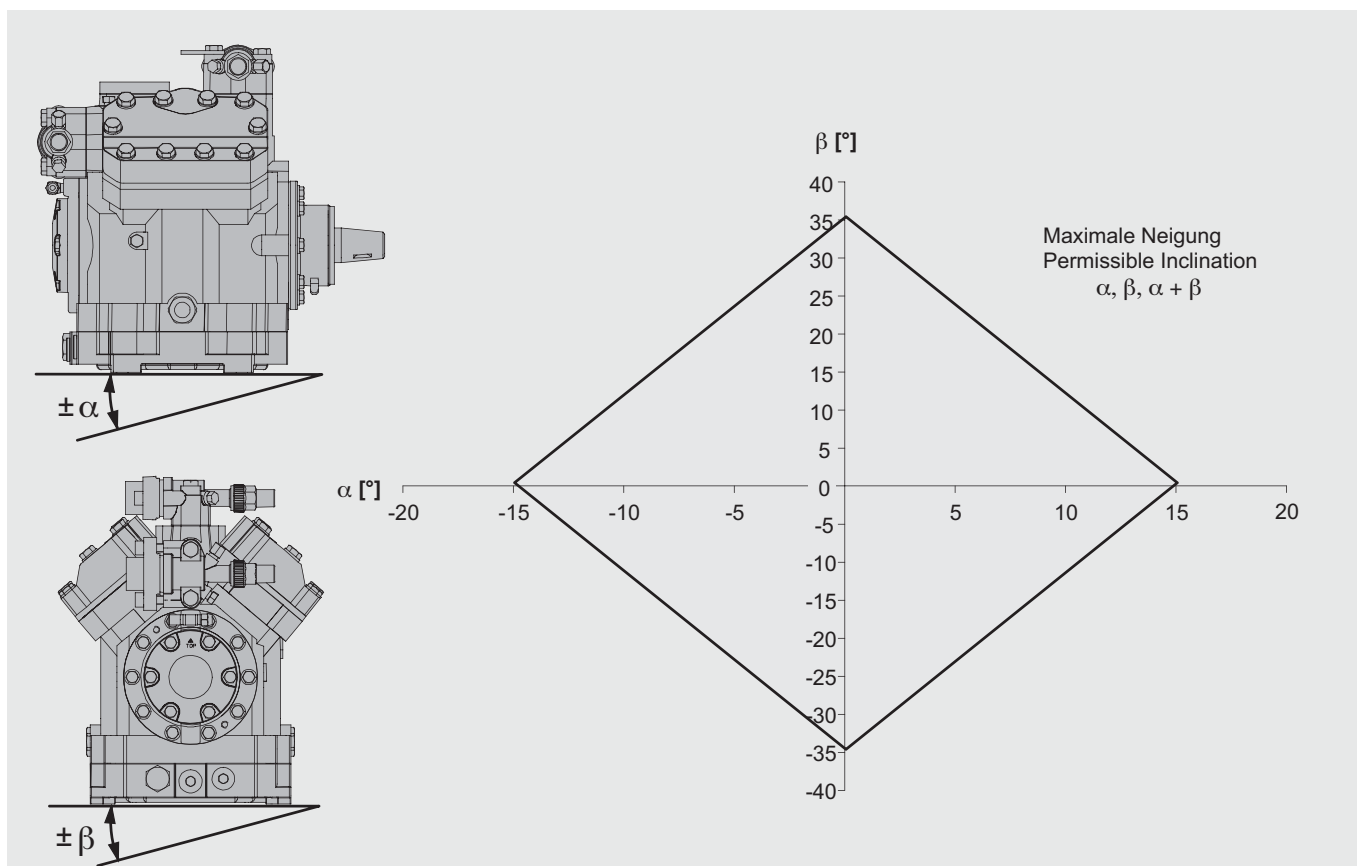 ± α
TOP
± β
β [°]
40
35
30
25
20
15
10
5
0
-5
-10
-15
-20
-25
-30
-35
-40
α [°]
-20 -15 -10 -5 5 10 15 20
Maximale Neigung
Permissible Inclination
α, β, α + β